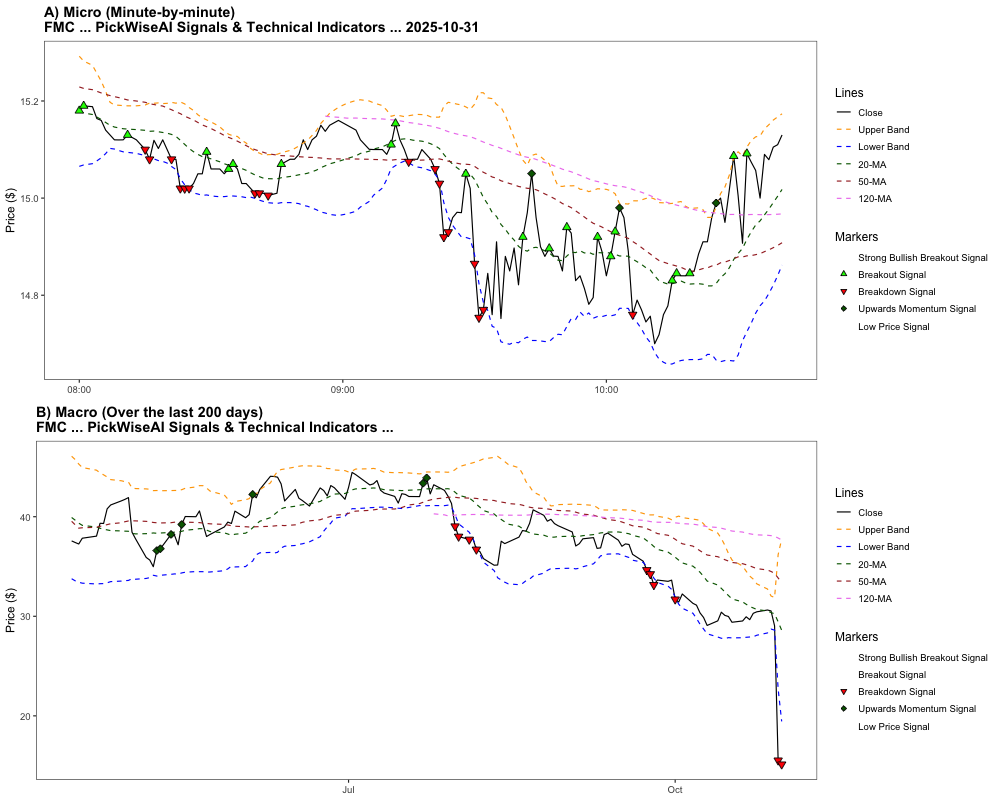 A) Micro (Minute-by-minute)
FMC ... PickWiseAI Signals & Technical Indicators ... 2025-10-31
Price ($)
15.2
15.0
14.8
08:00
09:00
10:00
Lines
Close
Upper Band
Lower Band
20-MA
50-MA
120-MA
Markers
Strong Bullish Breakout Signal
Breakout Signal
Breakdown Signal
Upwards Momentum Signal
Low Price Signal
B) Macro (Over the last 200 days)
FMC ... PickWiseAI Signals & Technical Indicators ...
Price ($)
40
30
20
Jul
Oct
Lines
Close
Upper Band
Lower Band
20-MA
50-MA
120-MA
Markers
Strong Bullish Breakout Signal
Breakout Signal
Breakdown Signal
Upwards Momentum Signal
Low Price Signal